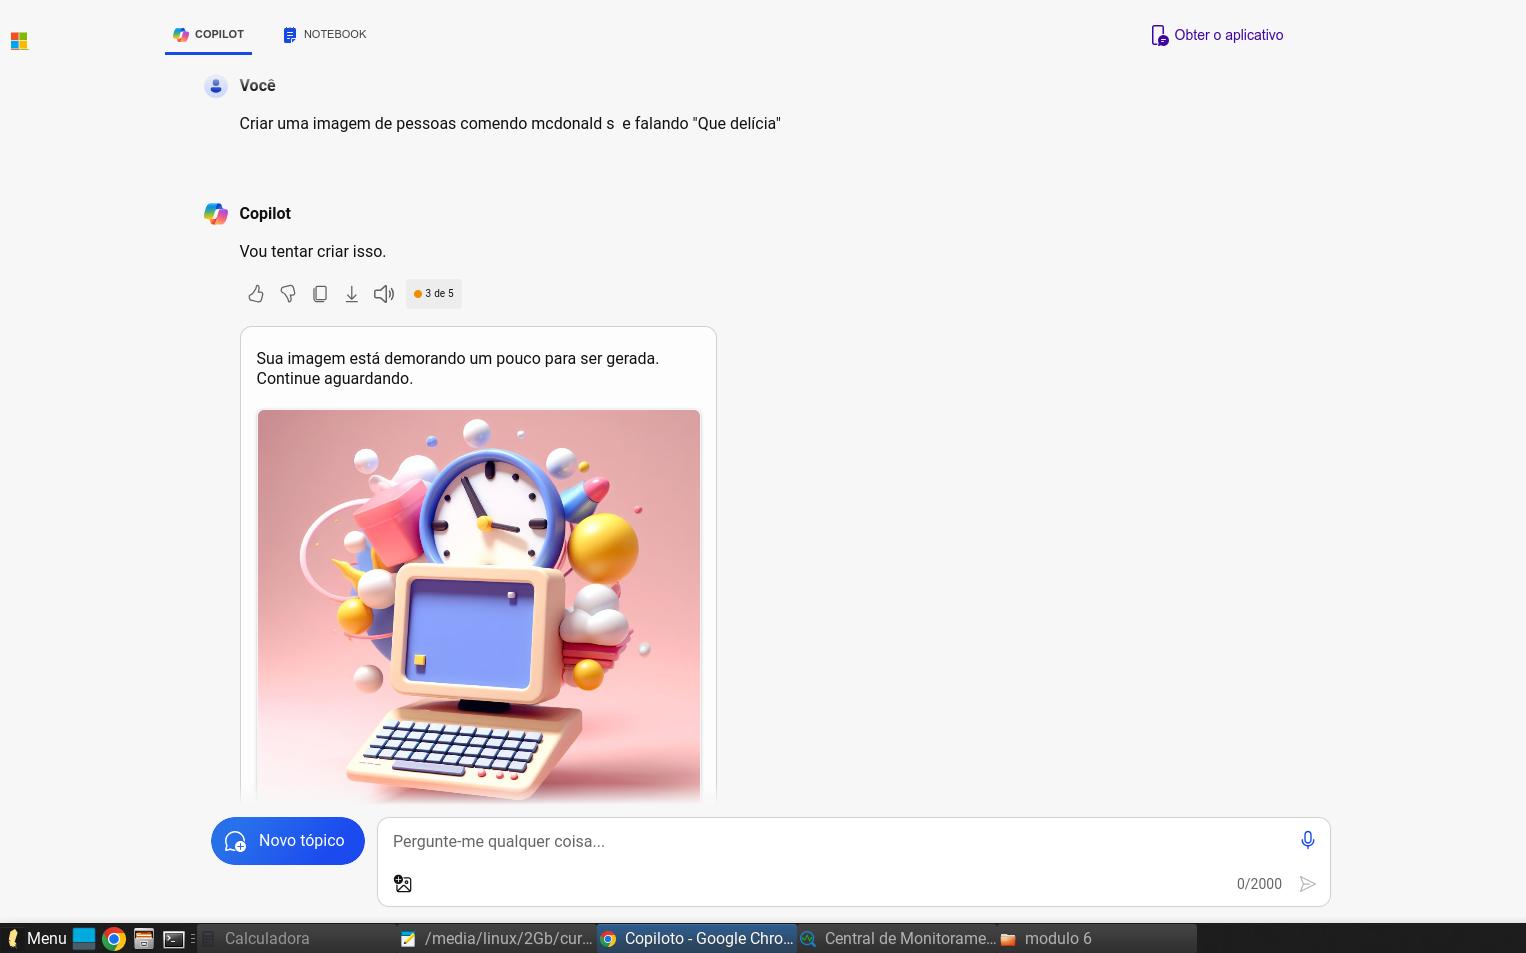 COPILOT
NOTEBOOK
Obter o aplicativo
Você
Criar uma imagem de pessoas comendo mcdonald s  e falando "Que delícia"
Copilot
Vou tentar criar isso.
3 de 5
Sua imagem está demorando um pouco para ser gerada.
Continue aguardando.
Novo tópico
Pergunte-me qualquer coisa...
0/2000
Menu
Calculadora
/media/linux/2Gb/cur...
Copiloto - Google Chro...
Central de Monitorame...
modulo 6